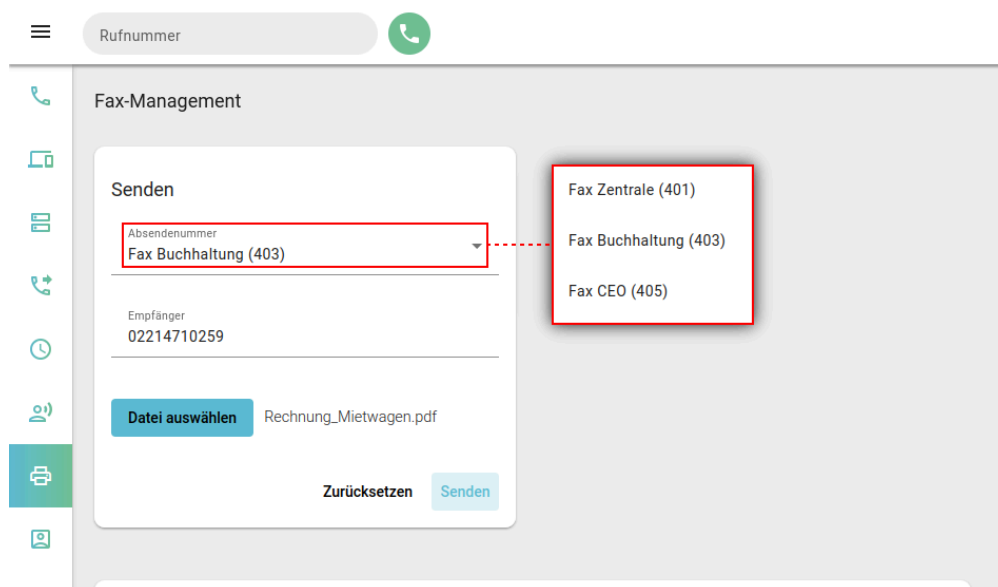 Rufnummer
Fax-Management
Senden
Absendenummer
Fax Buchhaltung (403)
Empfänger
02214710259
Datei auswählen Rechnung_Mietwagen.pdf
Zurücksetzen Senden
Fax Zentrale (401)
Fax Buchhaltung (403)
Fax CEO (405)